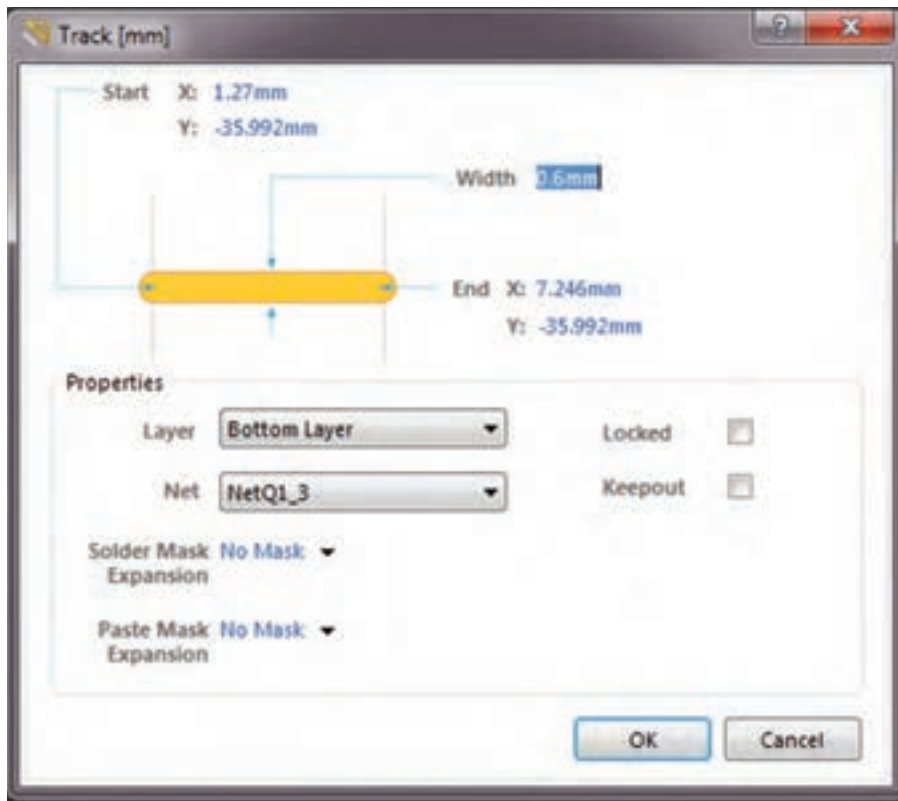 Track [mm]
Start X: 1.27mm
Y: -35.992mm
Width 0.6mm
End X: 7.246mm
Y: -35.992mm
Properties
Layer Bottom Layer
Locked
Net NetQ1_3
Keepout
Solder Mask Expansion No Mask
Paste Mask Expansion No Mask
OK
Cancel